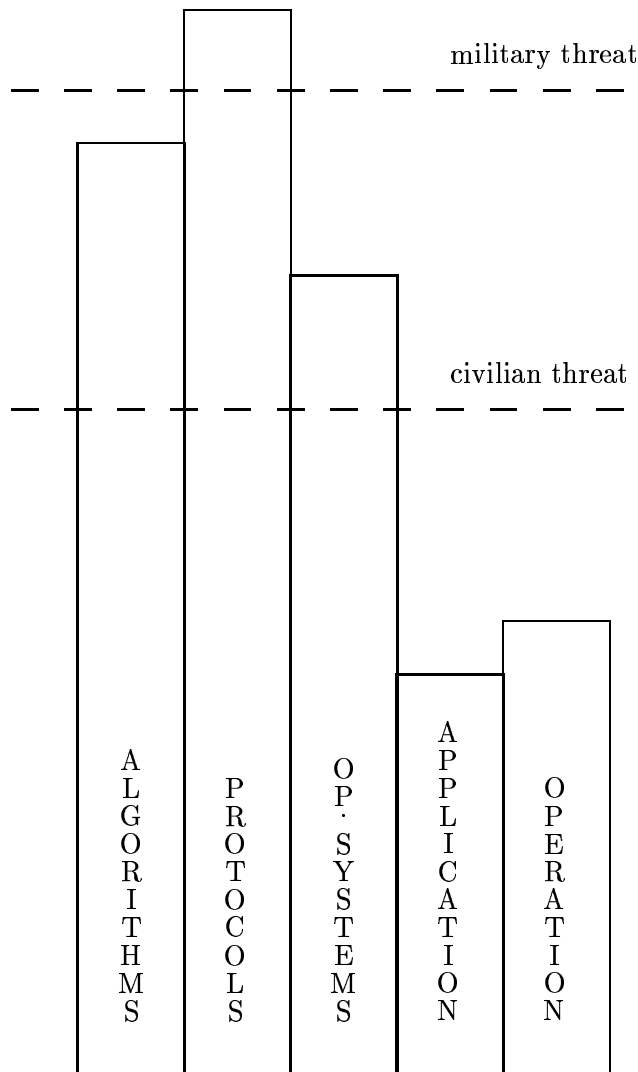 military threat
civilian threat
ALGORITHMS
PROTOCOLS
OP. SYSTEMS
APPLICATION
OPERATION